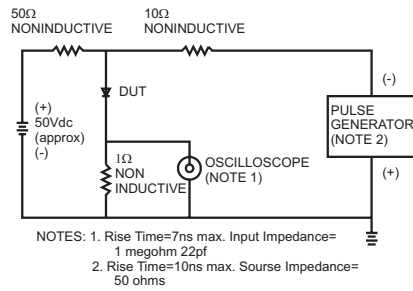 50Ω
NONINDUCTIVE
10Ω
NONINDUCTIVE
DUT
(+)
50Vdc
(approx)
(-)
1Ω
NON
INDUCTIVE
OSCILLOSCOPE
(NOTE 1)
(-)
PULSE
GENERATOR
(NOTE 2)
(+)
NOTES: 1. Rise Time=7ns max. Input Impedance=
1 megohm 22pf
2. Rise Time=10ns max. Sourse Impedance=
50 ohms